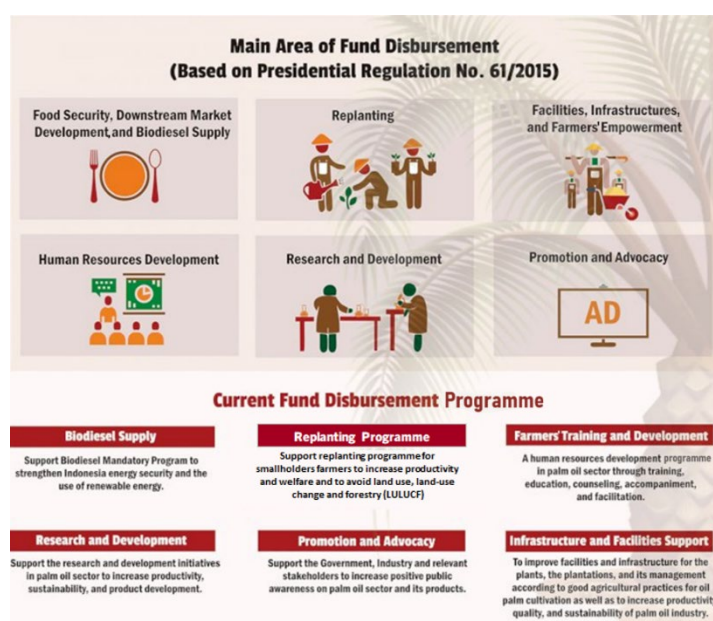 Main Area of Fund Disbursement
(Based on Presidential Regulation No. 61/2015)
Food Security, Downstream Market
Development,and Biodiesel Supply
Replanting
Facilities, Infrastructures,
and Farmers'Empowerment
Human Resources Development
Research and Development
Promotion and Advocacy
AD
Current Fund Disbursement Programme
Biodiesel Supply
Support Biodiesel Mandatory Program to
strengthen Indonesia energy security and the
use of renewable energy.
Replanting Programme
Support replanting programme for
smallholders farmers to increase productivity
and welfare and to avoid land use, land-use
change and forestry (LULUCF)
Farmers'Training and Development
A human resources development programme
in palm oil sector through training,
education, counseling, accompaniment,
and facilitation.
Research and Development
Support the research and development initiatives
in palm oil sector to increase productivity,
sustainability, and product development.
Promotion and Advocacy
Support the Government, Industry and relevant
stakeholders to increase positive public
awareness on palm oil sector and its products.
Infrastructure and Facilities Support
To improve facilities and infrastructure for the
plants, the plantations, and its management
according to good agricultural practices for oil
palm cultivation as well as to increase productivit
quality, and sustainability of palm oil industry.